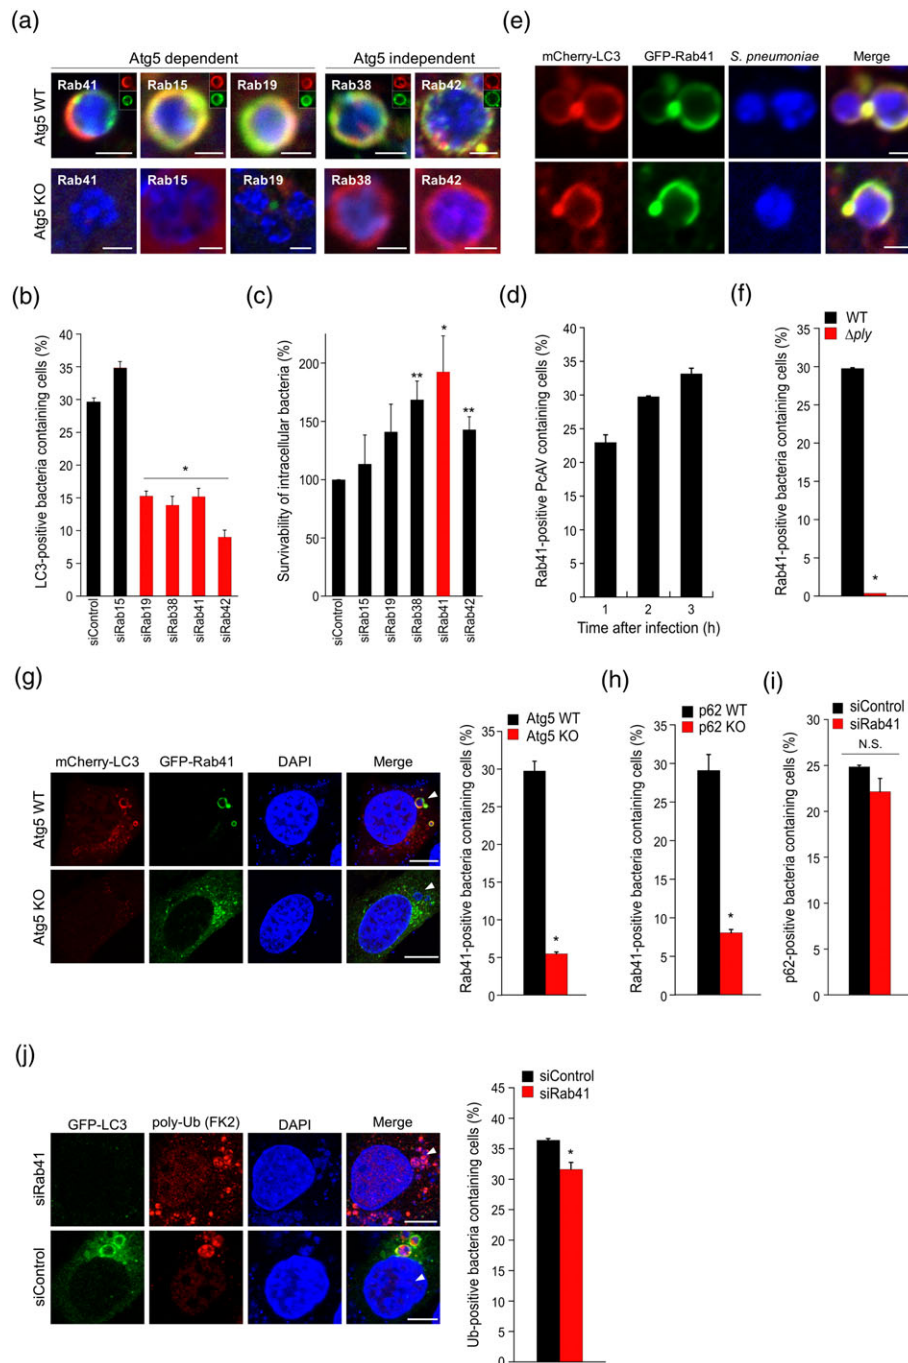 (a)
Atg5 dependent
Atg5 independent
Atg5 WT
Rab41
Rab15
Rab19
Rab38
Rab42
Atg5 KO
Rab41
Rab15
Rab19
Rab38
Rab42
(e)
mCherry-LC3
GFP-Rab41
S. pneumoniae
Merge
(b)
LC3-positive bacteria containing cells (%)
40
35
30
25
20
15
10
5
0
*
siControl
siRab15
siRab19
siRab38
siRab41
siRab42
(c)
Survivability of intracellular bacteria (%)
200
150
100
50
0
**
*
**
siControl
siRab15
siRab19
siRab38
siRab41
siRab42
(d)
Rab41-positive PcAV containing cells (%)
40
35
30
25
20
15
10
5
0
1
2
3
Time after infection (h)
(f)
WT
Δply
Rab41-positive bacteria containing cells (%)
35
30
25
20
15
10
5
0
*
(g)
mCherry-LC3
GFP-Rab41
DAPI
Merge
Atg5 WT
Atg5 KO
Atg5 WT
Atg5 KO
Rab41-positive bacteria containing cells (%)
35
30
25
20
15
10
5
0
*
(h)
p62 WT
p62 KO
Rab41-positive bacteria containing cells (%)
35
30
25
20
15
10
5
0
*
(i)
siControl
siRab41
N.S.
p62-positive bacteria containing cells (%)
30
25
20
15
10
5
0
(j)
GFP-LC3
poly-Ub (FK2)
DAPI
Merge
siRab41
siControl
siControl
siRab41
Ub-positive bacteria containing cells (%)
45
40
35
30
25
20
15
10
5
0
*